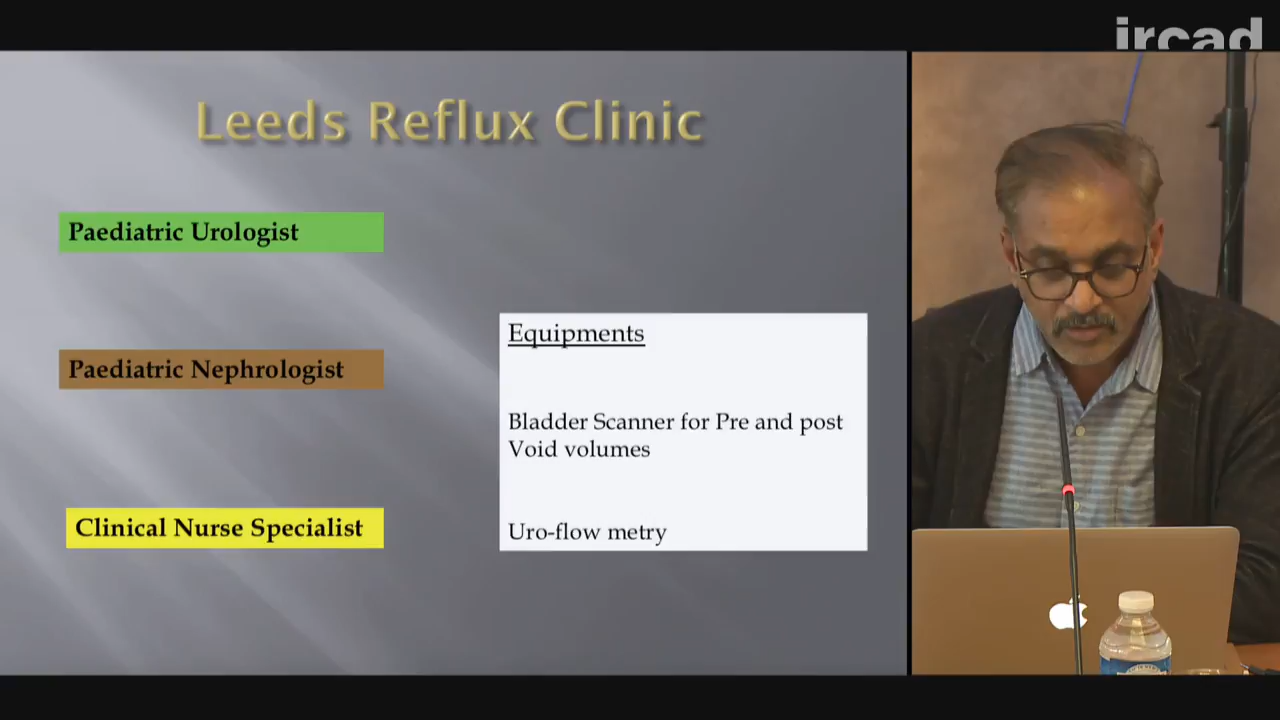 ircad
Leeds Reflux Clinic
Paediatric Urologist
Paediatric Nephrologist
Clinical Nurse Specialist
Equipments
Bladder Scanner for Pre and post
Void volumes
Uro-flow metry